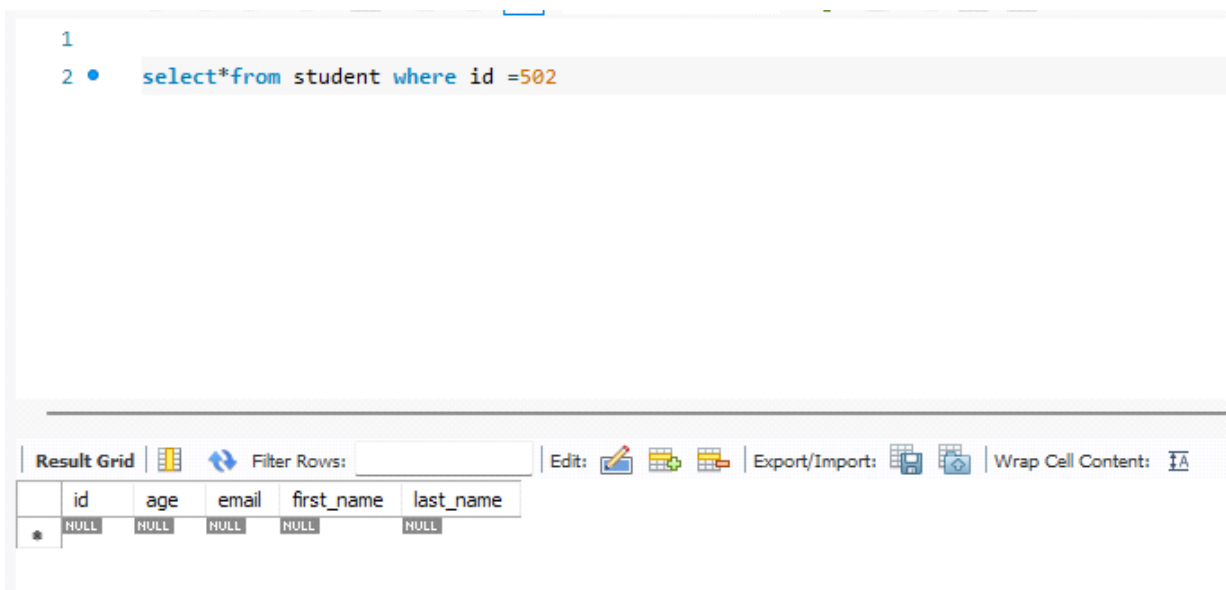 1
2 select*from student where id =502
Result Grid Filter Rows: Edit: Export/Import: Wrap Cell Content: IA
id age email first_name last_name
NULL NULL NULL NULL NULL